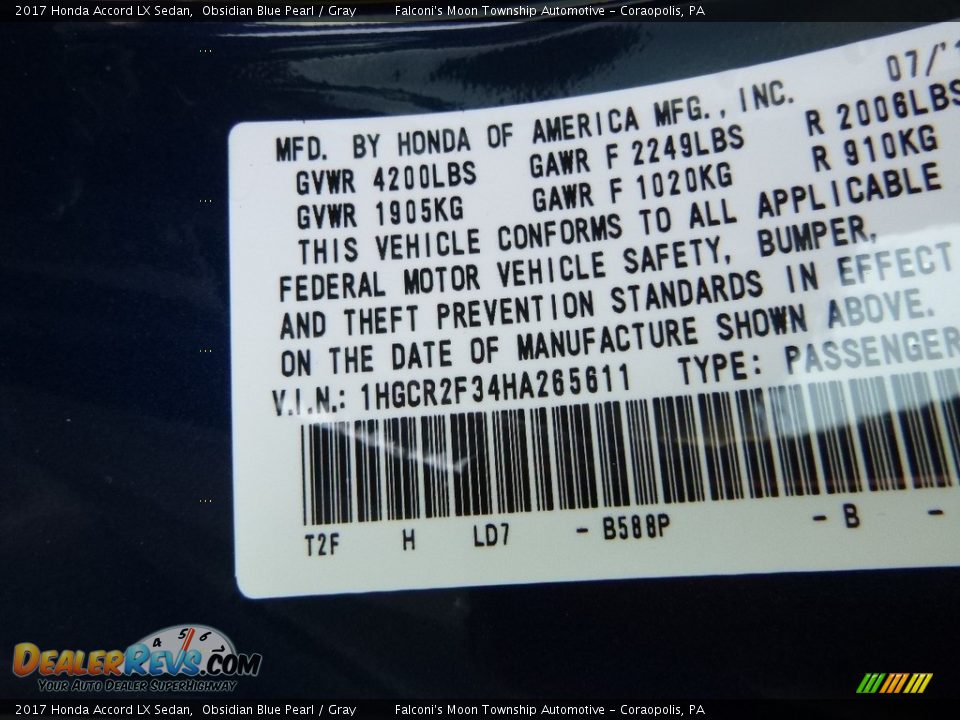 2017 Honda Accord LX Sedan,  Obsidian Blue Pearl / Gray     Falconi's Moon Township Automotive - Coraopolis, PA
MFD. BY HONDA OF AMERICA MFG., INC. 07/'1
GVWR 4200LBS GAWR F 2249LBS R 2006LBS
GVWR 1905KG GAWR F 1020KG R 910KG
THIS VEHICLE CONFORMS TO ALL APPLICABLE
FEDERAL MOTOR VEHICLE SAFETY, BUMPER,
AND THEFT PREVENTION STANDARDS IN EFFECT
ON THE DATE OF MANUFACTURE SHOWN ABOVE.
V.I.N.: 1HGCR2F34HA265611 TYPE: PASSENGER
T2F H LD7 - B588P - B -
4 5 6
DealerRevs.com
Your Auto Dealer SuperHighway
2017 Honda Accord LX Sedan,  Obsidian Blue Pearl / Gray     Falconi's Moon Township Automotive - Coraopolis, PA